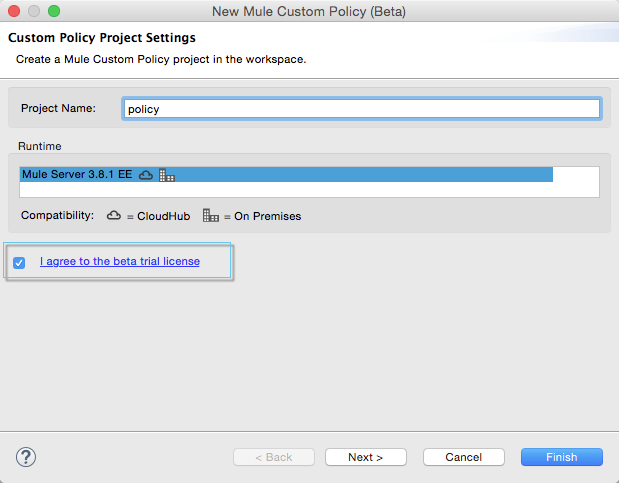 New Mule Custom Policy (Beta)
Custom Policy Project Settings
Create a Mule Custom Policy project in the workspace.
Project Name: policy
Runtime
Mule Server 3.8.1 EE
Compatibility: = CloudHub = On Premises
I agree to the beta trial license
? < Back Next > Cancel Finish